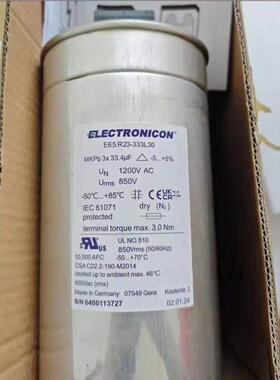 ELECTRONICON®
E65.R23-333L30
MKPg 3x 33.4µF △ -5...+5%
UN 1200V AC
Urms 850V
-50℃...+85℃
IEC 61071 dry (N₂)
protected
terminal torque max. 3.0 Nm
UL NO.810
850Vrms (50/60Hz)
10,000 AFC -50...+70°C
CSA C22.2-190-M2014
(tested up to ambient max. 46°C
660Vac (rms)
Made in Germany 07549 Gera Keplerstr. 2
B/N 0400113727 02.01.24